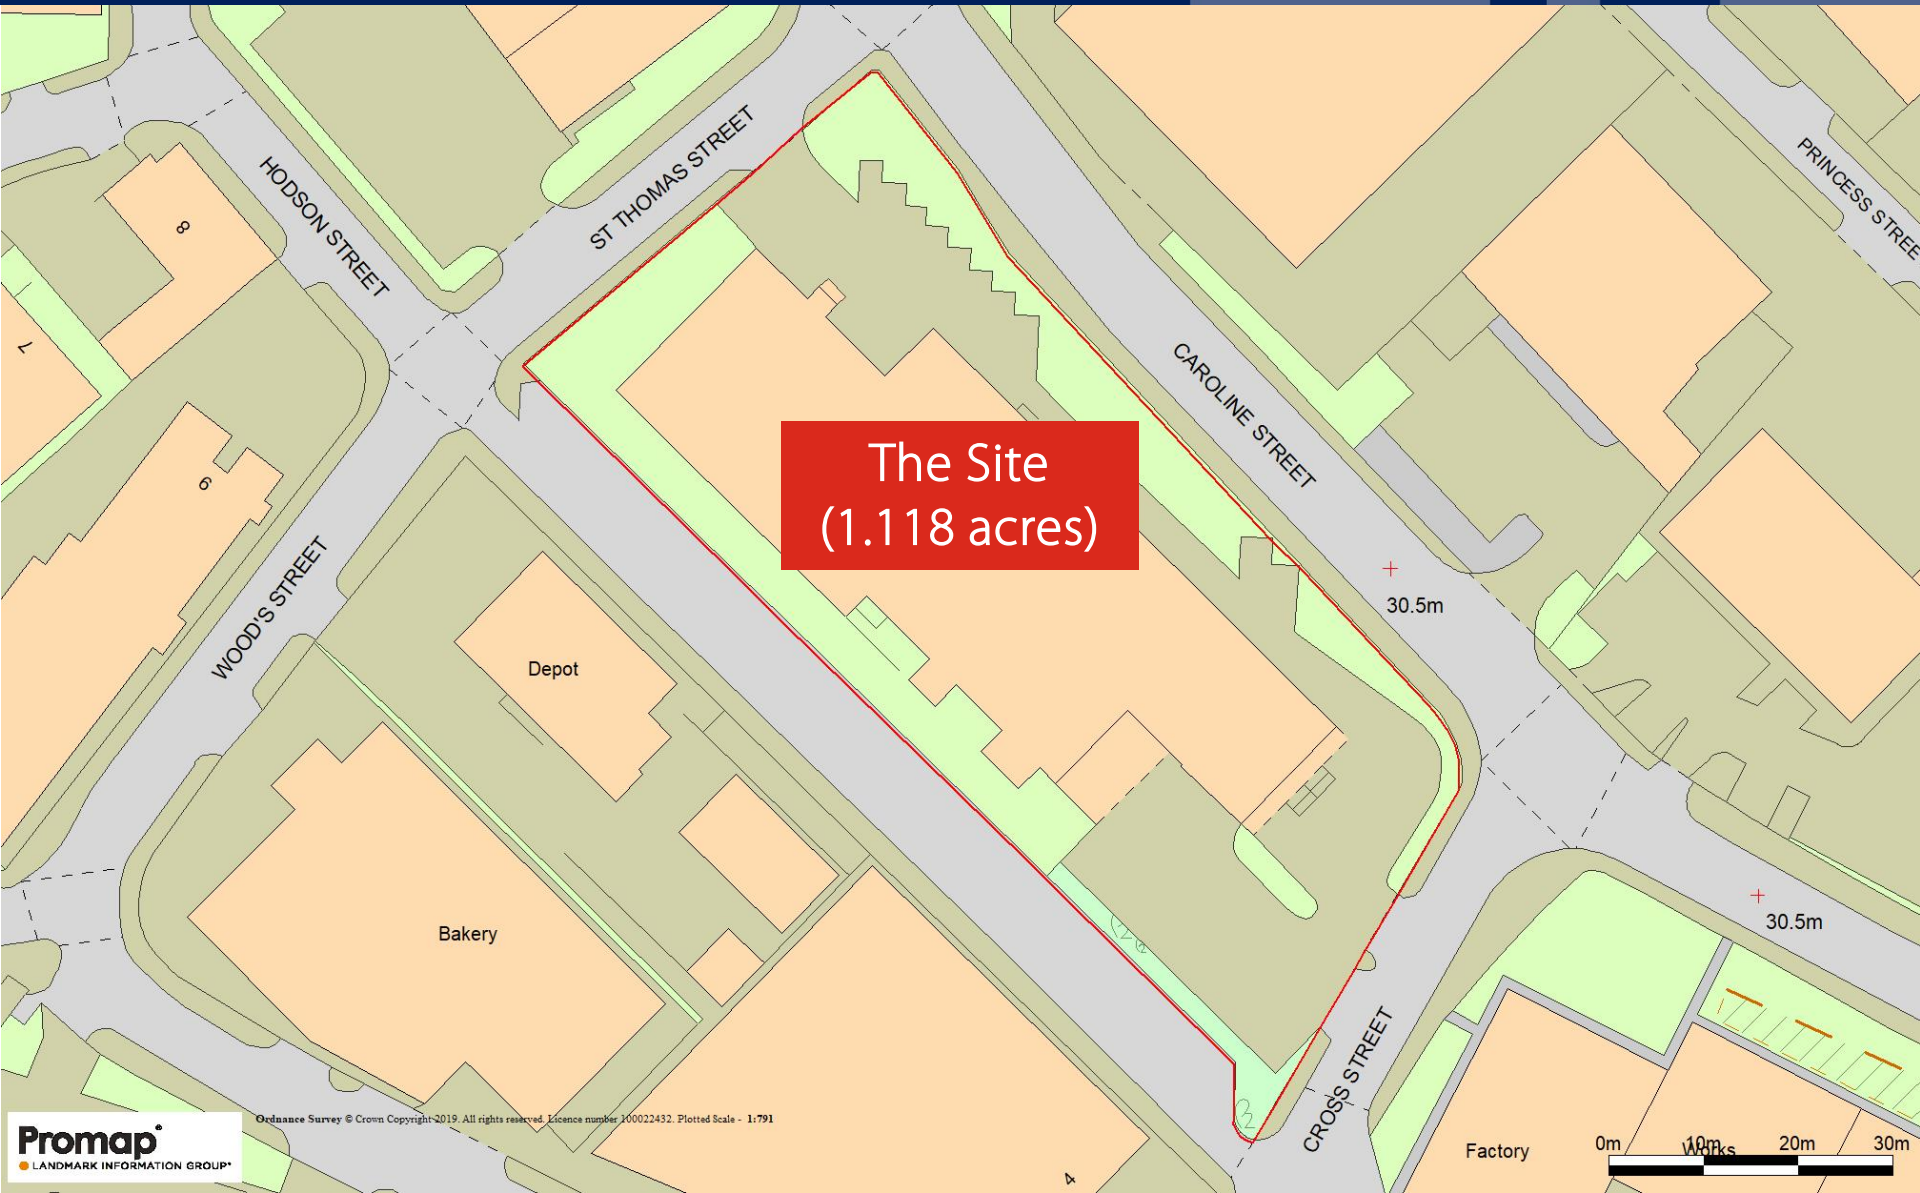 HODSON STREET
ST THOMAS STREET
PRINCESS STREE
8
7
CAROLINE STREET
The Site
(1.118 acres)
6
WOOD'S STREET
30.5m
Depot
30.5m
Bakery
CROSS STREET
Ordnance Survey © Crown Copyright 2019. All rights reserved. Licence number 100022432. Plotted Scale - 1:791
Promap
LANDMARK INFORMATION GROUP
Factory
Works
0m 10m 20m 30m
4